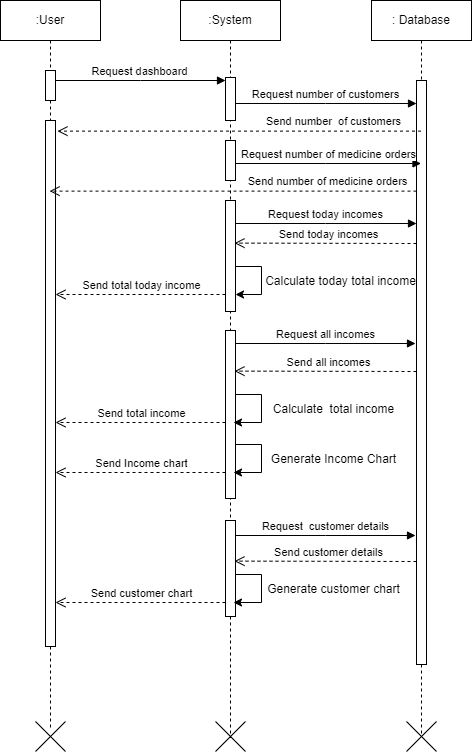 :User
:System
: Database
Request dashboard
Request number of customers
Send number of customers
Request number of medicine orders
Send number of medicine orders
Request today incomes
Send today incomes
Calculate today total income
Send total today income
Request all incomes
Send all incomes
Calculate total income
Send total income
Generate Income Chart
Send Income chart
Request customer details
Send customer details
Generate customer chart
Send customer chart